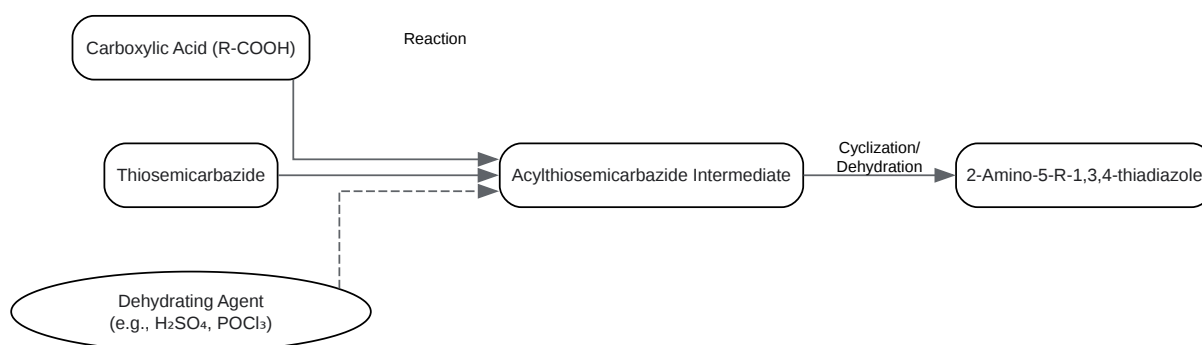 Carboxylic Acid (R-COOH)
Reaction
Thiosemicarbazide
Acylthiosemicarbazide Intermediate
Cyclization/
Dehydration
2-Amino-5-R-1,3,4-thiadiazole
Dehydrating Agent
(e.g., H₂SO₄, POCl₃)